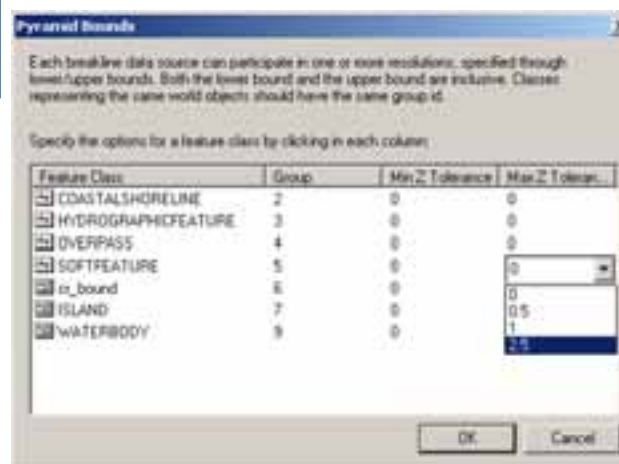 Pyramid Bounds
Each breakline data source can participate in one or more resolutions, specified through
lower/upper bounds. Both the lower bound and the upper bound are inclusive. Classes
representing the same world objects should have the same group id.
Specify the options for a feature class by clicking in each column:
Feature Class Group Min Z Tolerance Max Z Toleran...
COASTALSHORELINE 2 0 0
HYDROGRAPHICFEATURE 3 0 0
OVERPASS 4 0 0
SOFTFEATURE 5 0 0
6 0 0
ISLAND 7 0 0.5
WATERBODY 9 0 1
2.5
OK Cancel